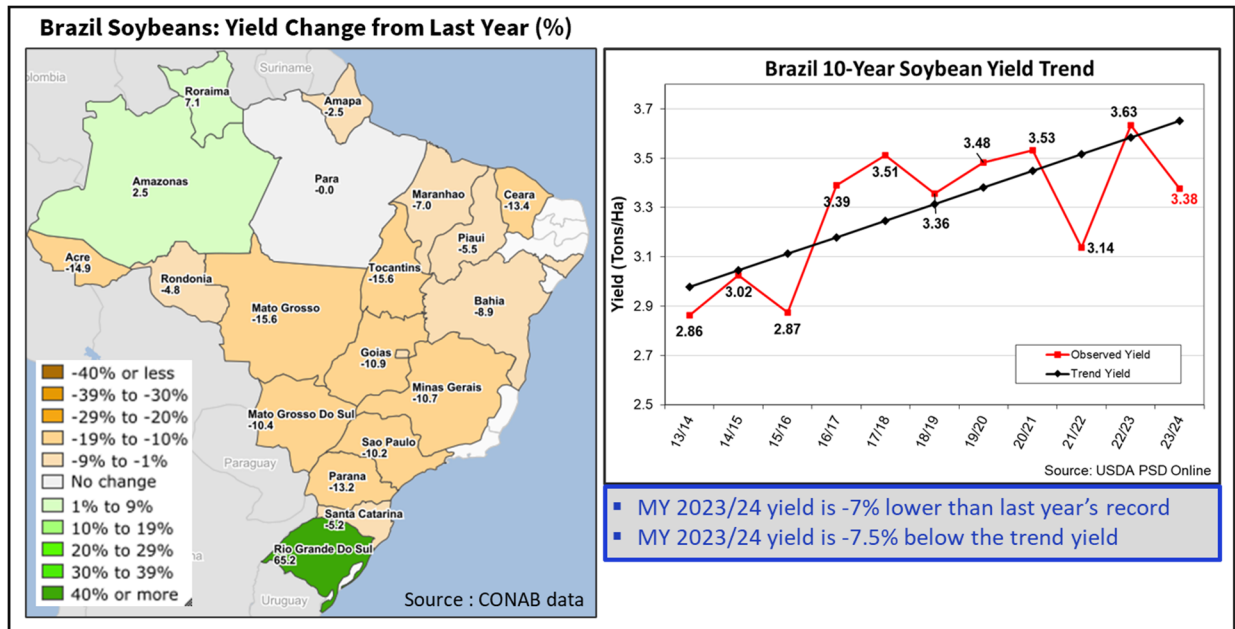 Brazil Soybeans: Yield Change from Last Year (%)
Suriname
Roraima
7.1
Amapa
-2.5
Amazonas
2.5
Para
-0.0
Maranhao
-7.0
Ceara
-13.4
Piaui
-5.5
Acre
-14.9
Rondonia
-4.8
Tocantins
-15.6
Mato Grosso
-15.6
Bahia
-8.9
Goias
-10.9
Minas Gerais
-10.7
Mato Grosso Do Sul
-10.4
Sao Paulo
-10.2
Paraguay
Parana
-13.2
Santa Catarina
-5.2
Rio Grande Do Sul
65.2
Uruguay
-40% or less
-39% to -30%
-29% to -20%
-19% to -10%
-9% to -1%
No change
1% to 9%
10% to 19%
20% to 29%
30% to 39%
40% or more
Source : CONAB data
Brazil 10-Year Soybean Yield Trend
Yield (Tons/Ha)
3.7
3.5
3.3
3.1
2.9
2.7
2.5
2.86
3.02
2.87
3.39
3.51
3.36
3.48
3.53
3.14
3.63
3.38
Observed Yield
Trend Yield
13/14
14/15
15/16
16/17
17/18
18/19
19/20
20/21
21/22
22/23
23/24
Source: USDA PSD Online
▪ MY 2023/24 yield is -7% lower than last year’s record
▪ MY 2023/24 yield is -7.5% below the trend yield